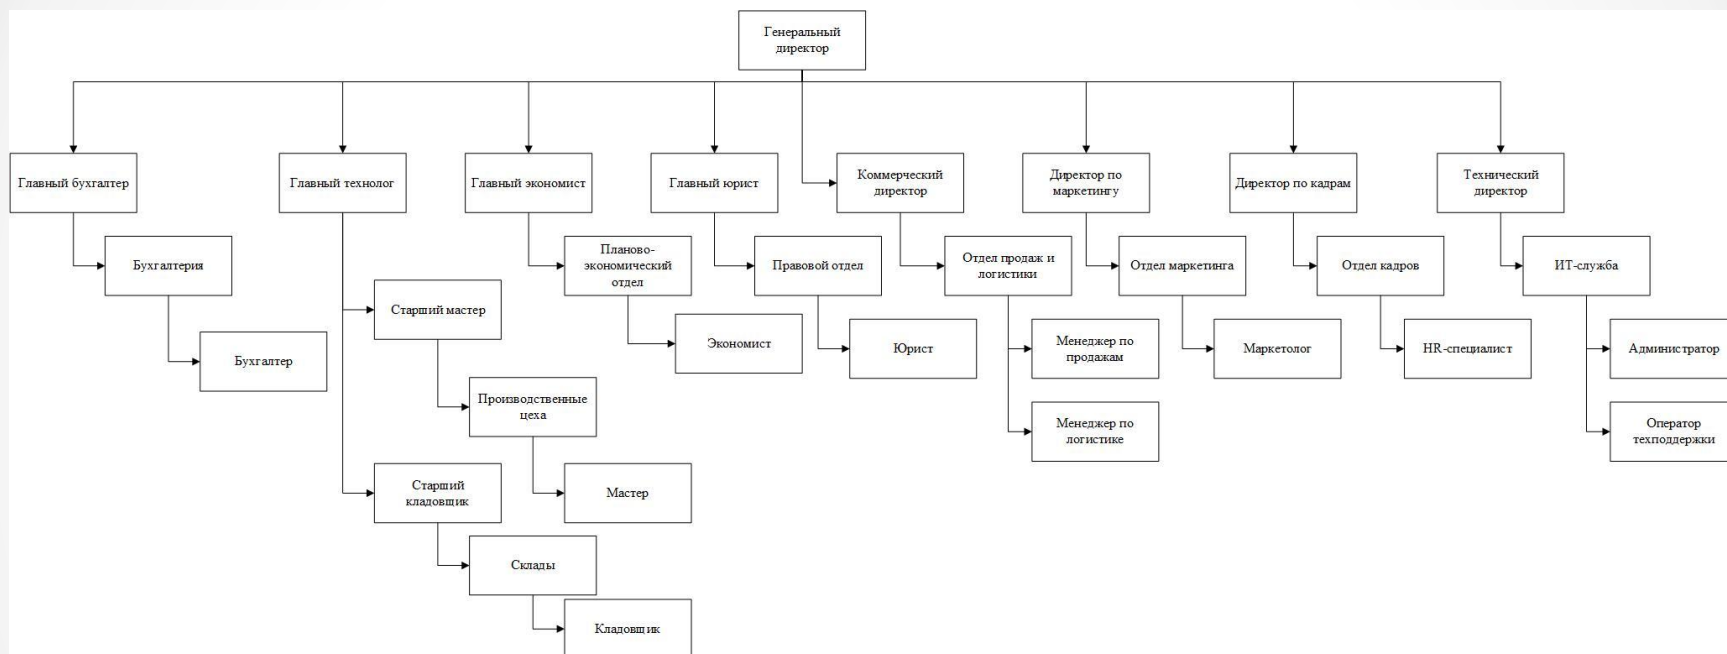 Генеральный
директор
Главный бухгалтер
Главный технолог
Главный экономист
Главный юрист
Коммерческий
директор
Директор по
маркетингу
Директор по кадрам
Технический
директор
Бухгалтерия
Бухгалтер
Старший мастер
Производственные
цеха
Мастер
Старший
кладовщик
Склады
Кладовщик
Планово-
экономический
отдел
Экономист
Правовой отдел
Юрист
Отдел продаж и
логистики
Менеджер по
продажам
Менеджер по
логистике
Отдел маркетинга
Маркетолог
Отдел кадров
HR-специалист
ИТ-служба
Администратор
Оператор
техподдержки